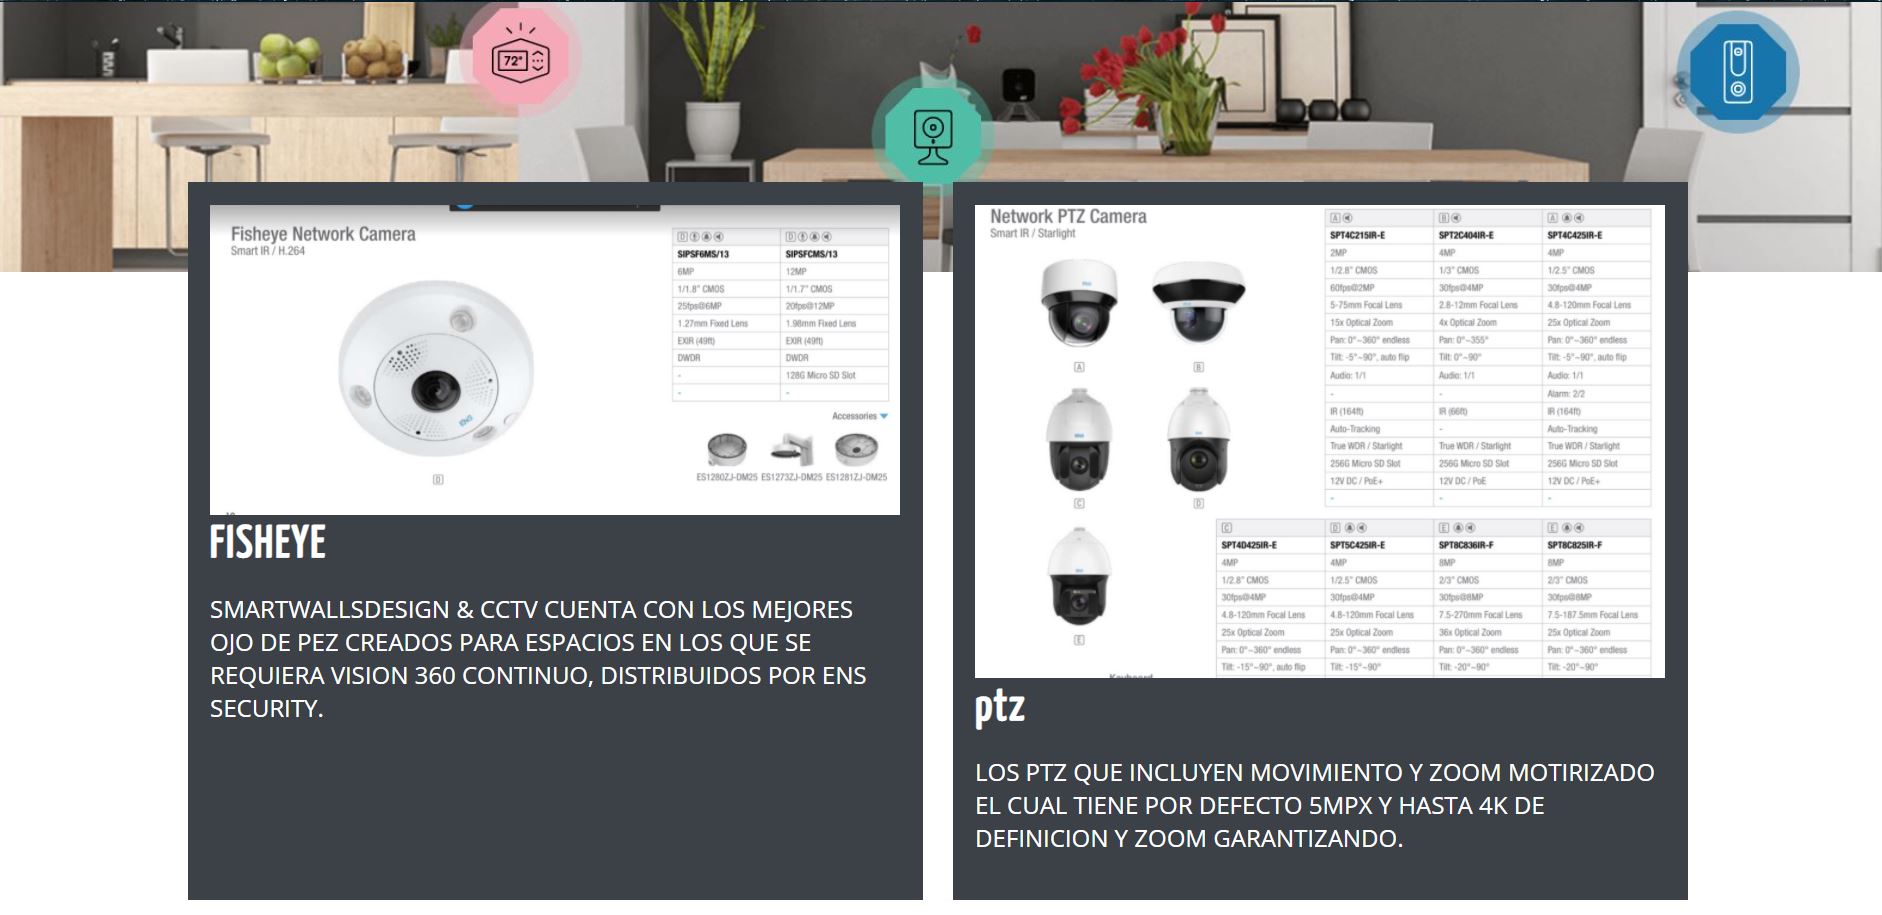 72°
Fisheye Network Camera
Smart IR / H.264
D D
SIPSF6MS/13 SIPSFCMS/13
6MP 12MP
1/1.8" CMOS 1/1.7" CMOS
25fps@6MP 20fps@12MP
1.27mm Fixed Lens 1.98mm Fixed Lens
EXIR (49ft) EXIR (49ft)
DWDR DWDR
- 128G Micro SD Slot
- -
Accessories
ES1280ZJ-DM25 ES1273ZJ-DM25 ES1281ZJ-DM25
D
FISHEYE
SMARTWALLSDESIGN & CCTV CUENTA CON LOS MEJORES
OJO DE PEZ CREADOS PARA ESPACIOS EN LOS QUE SE
REQUIERA VISION 360 CONTINUO, DISTRIBUIDOS POR ENS
SECURITY.
Network PTZ Camera
Smart IR / Starlight
A B A
SPT4C215IR-E SPT2C404IR-E SPT4C425IR-E
2MP 4MP 4MP
1/2.8" CMOS 1/3" CMOS 1/2.5" CMOS
60fps@2MP 30fps@4MP 30fps@4MP
5-75mm Focal Lens 2.8-12mm Focal Lens 4.8-120mm Focal Lens
15x Optical Zoom 4x Optical Zoom 25x Optical Zoom
Pan: 0°~360° endless Pan: 0°~355° Pan: 0°~360° endless
Tilt: -5°~90°, auto flip Tilt: 0°~90° Tilt: -5°~90°, auto flip
Audio: 1/1 Audio: 1/1 Audio: 1/1
- - Alarm: 2/2
IR (164ft) IR (66ft) IR (164ft)
Auto-Tracking - Auto-Tracking
True WDR / Starlight True WDR / Starlight True WDR / Starlight
256G Micro SD Slot 256G Micro SD Slot 256G Micro SD Slot
12V DC / PoE+ 12V DC / PoE 12V DC / PoE+
- - -
A B
C D
E
C D E E
SPT4D425IR-E SPT5C425IR-E SPT8C836IR-F SPT8C825IR-F
4MP 4MP 8MP 8MP
1/2.8" CMOS 1/2.5" CMOS 2/3" CMOS 2/3" CMOS
30fps@4MP 30fps@4MP 30fps@8MP 30fps@8MP
4.8-120mm Focal Lens 4.8-120mm Focal Lens 7.5-270mm Focal Lens 7.5-187.5mm Focal Lens
25x Optical Zoom 25x Optical Zoom 36x Optical Zoom 25x Optical Zoom
Pan: 0°~360° endless Pan: 0°~360° endless Pan: 0°~360° endless Pan: 0°~360° endless
Tilt: -15°~90°, auto flip Tilt: -15°~90° Tilt: -20°~90° Tilt: -20°~90°
Keyboard
ptz
LOS PTZ QUE INCLUYEN MOVIMIENTO Y ZOOM MOTIRIZADO
EL CUAL TIENE POR DEFECTO 5MPX Y HASTA 4K DE
DEFINICION Y ZOOM GARANTIZANDO.